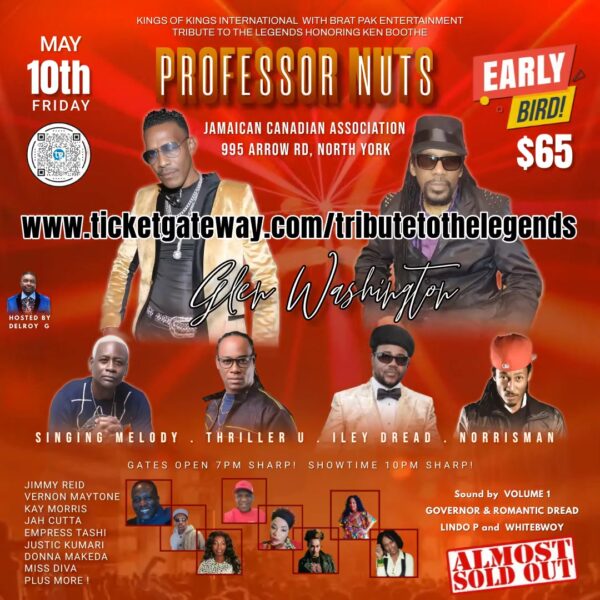 KINGS OF KINGS INTERNATIONAL WITH BRAT PAK ENTERTAINMENT
TRIBUTE TO THE LEGENDS HONORING KEN BOOTHE
MAY
10th
FRIDAY
PROFESSOR NUTS
EARLY
BIRD!
$65
JAMAICAN CANADIAN ASSOCIATION
995 ARROW RD, NORTH YORK
www.ticketgateway.com/tributetothelegends
Glen Washington
HOSTED BY
DELROY G
SINGING MELODY . THRILLER U . ILEY DREAD . NORRISMAN
GATES OPEN 7PM SHARP! SHOWTIME 10PM SHARP!
JIMMY REID
VERNON MAYTONE
KAY MORRIS
JAH CUTTA
EMPRESS TASHI
JUSTIC KUMARI
DONNA MAKEDA
MISS DIVA
PLUS MORE !
Sound by VOLUME 1
GOVERNOR & ROMANTIC DREAD
LINDO P and WHITEBWOY
ALMOST
SOLD OUT